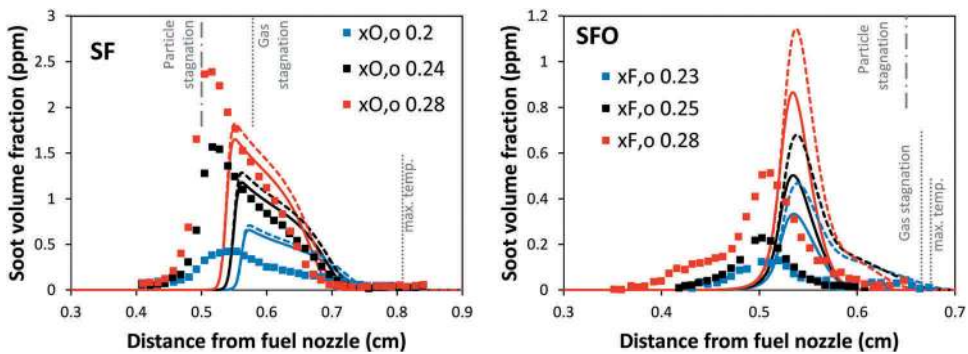 SF
Particle
stagnation
Gas
stagnation
xO,o 0.2
xO,o 0.24
xO,o 0.28
max. temp.
Soot volume fraction (ppm)
3
2.5
2
1.5
1
0.5
0
0.3 0.4 0.5 0.6 0.7 0.8 0.9
Distance from fuel nozzle (cm)
SFO
Particle
stagnation
xF,o 0.23
xF,o 0.25
xF,o 0.28
Gas stagnation
max. temp.
Soot volume fraction (ppm)
1.2
1
0.8
0.6
0.4
0.2
0
0.3 0.4 0.5 0.6 0.7
Distance from fuel nozzle (cm)